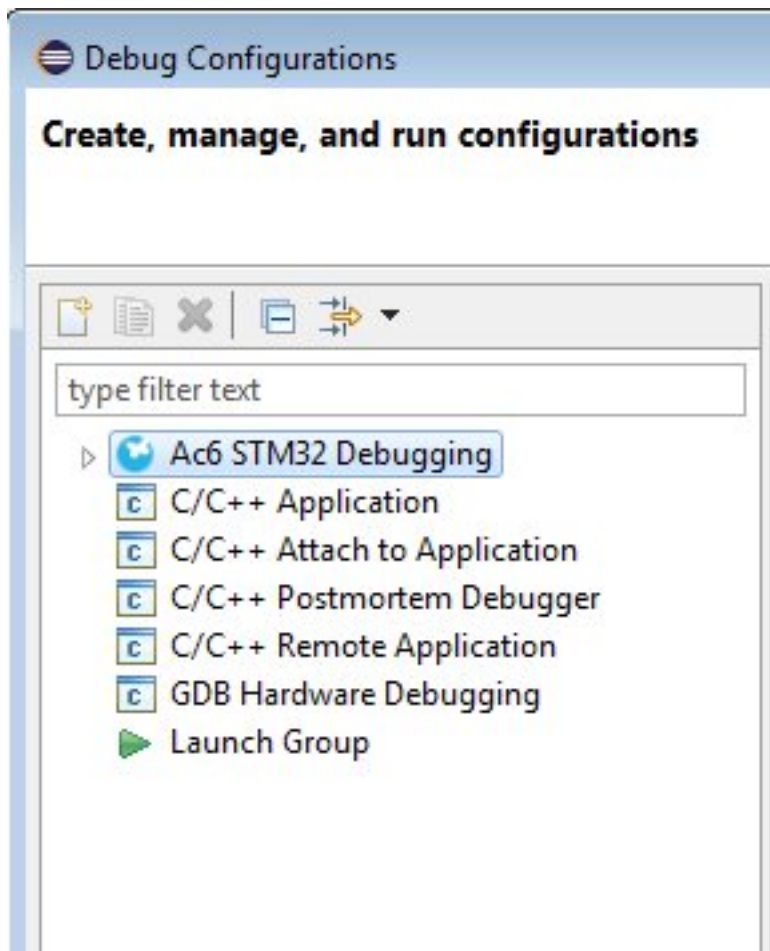 Debug Configurations
Create, manage, and run configurations
type filter text
Ac6 STM32 Debugging
C/C++ Application
C/C++ Attach to Application
C/C++ Postmortem Debugger
C/C++ Remote Application
GDB Hardware Debugging
Launch Group